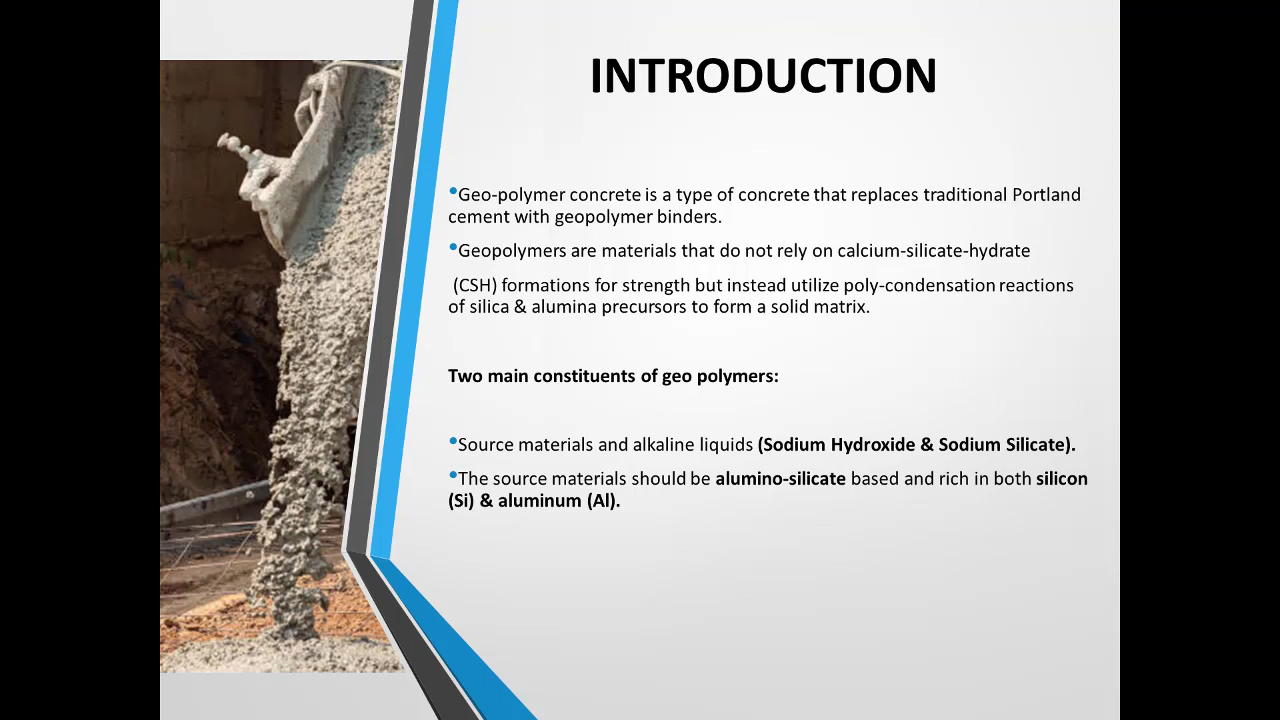 INTRODUCTION
•Geo-polymer concrete is a type of concrete that replaces traditional Portland
cement with geopolymer binders.
•Geopolymers are materials that do not rely on calcium-silicate-hydrate
(CSH) formations for strength but instead utilize poly-condensation reactions
of silica & alumina precursors to form a solid matrix.
Two main constituents of geo polymers:
•Source materials and alkaline liquids (Sodium Hydroxide & Sodium Silicate).
•The source materials should be alumino-silicate based and rich in both silicon
(Si) & aluminum (Al).